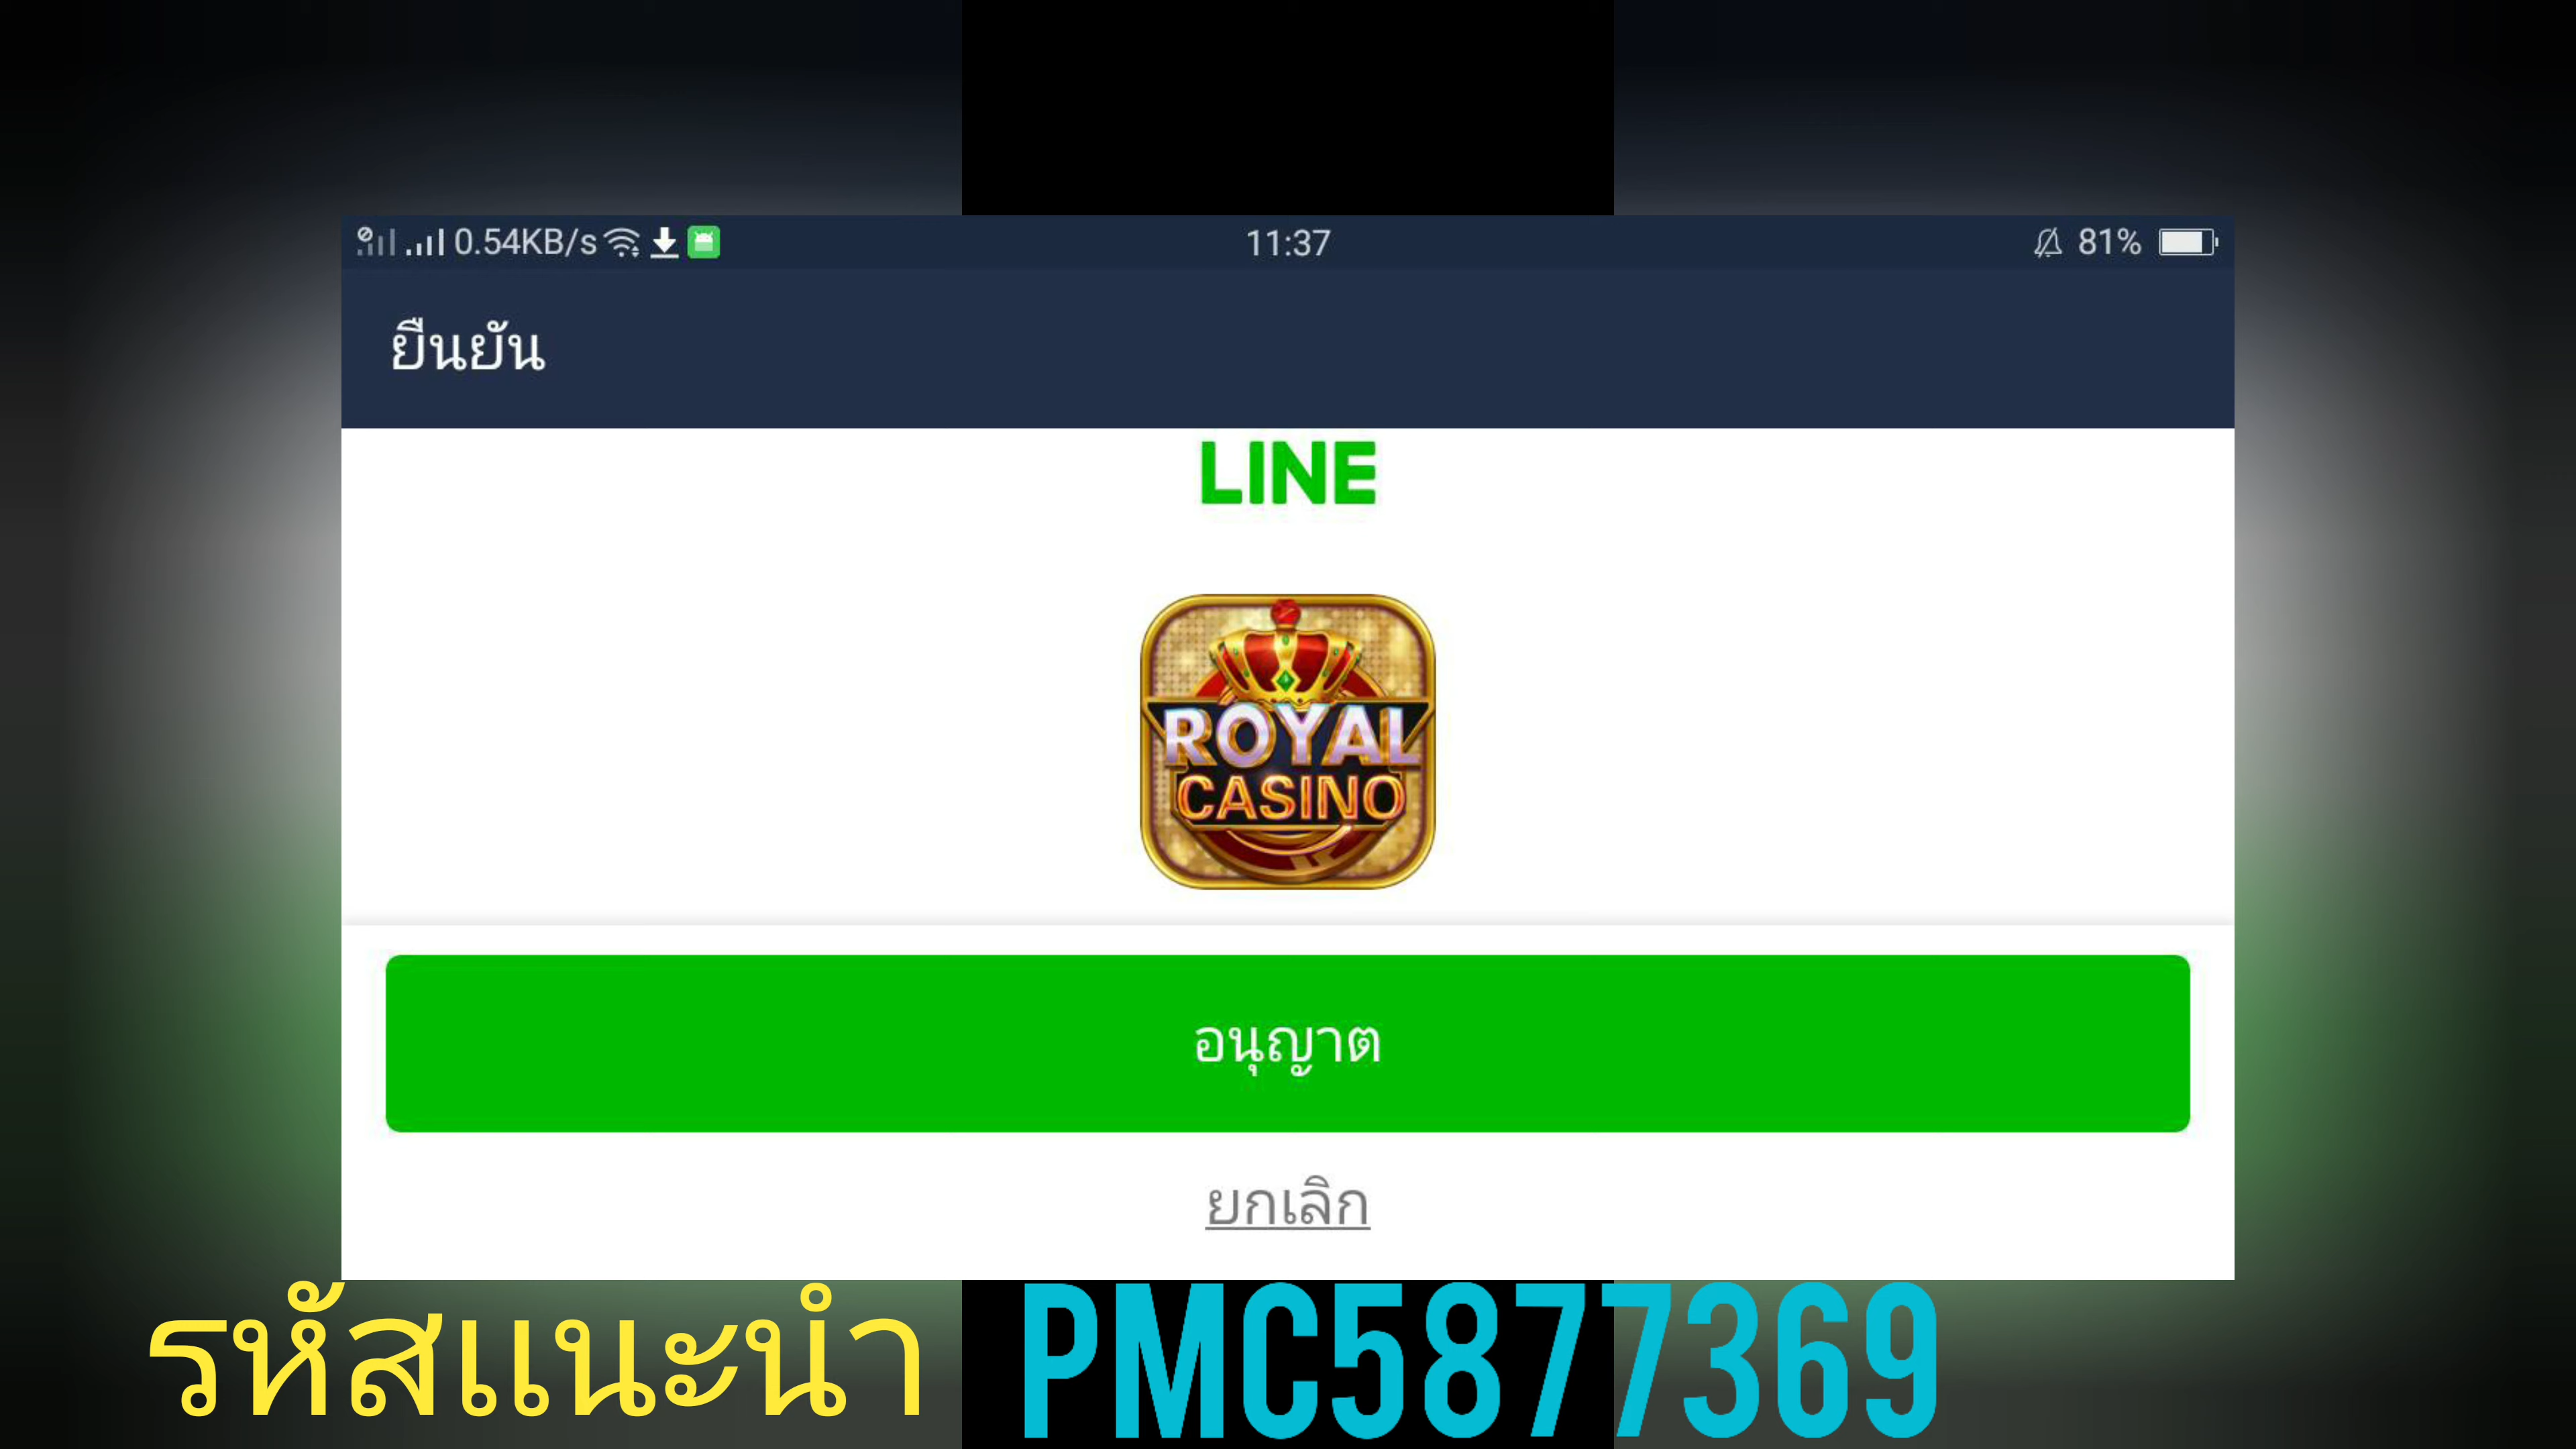 0.54KB/s 11:37 81%
ยืนยัน
LINE
ROYAL
CASINO
อนุญาต
ยกเลิก
รหัสแนะนำ PMC5877369